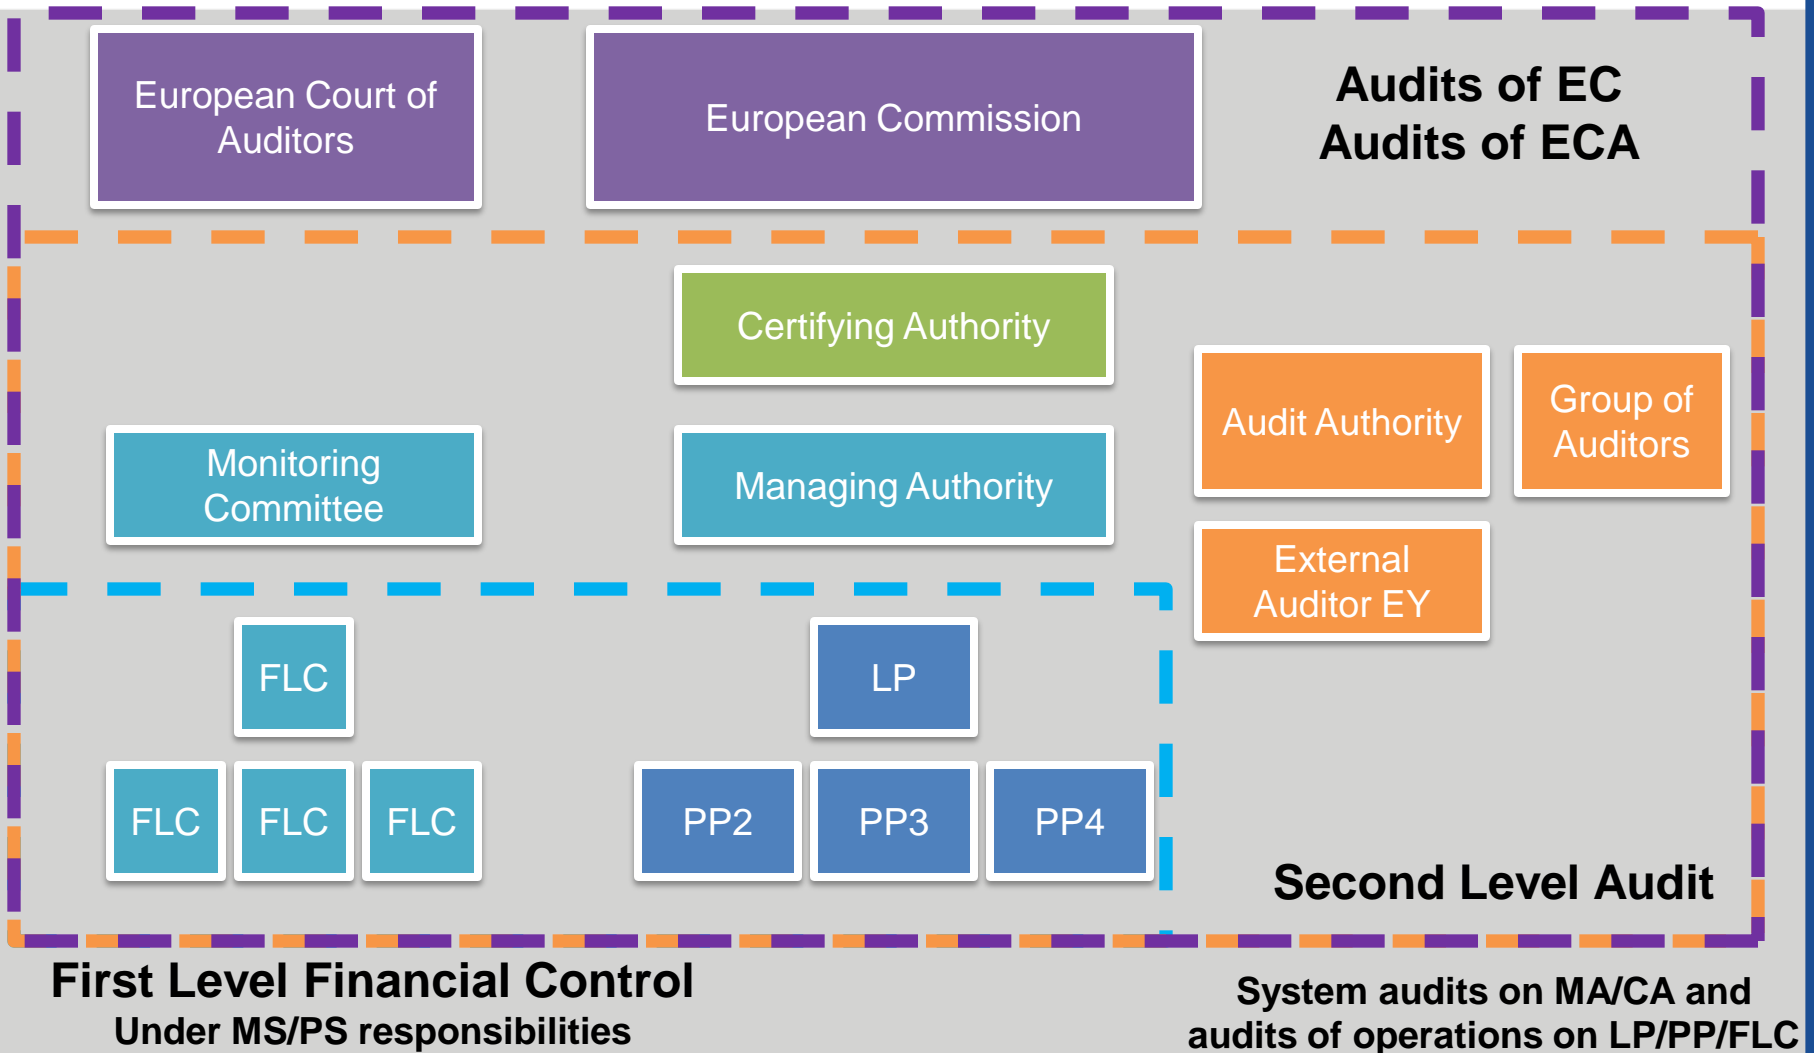 European Court of
Auditors
European Commission
Audits of EC
Audits of ECA
Certifying Authority
Audit Authority
Group of
Auditors
Monitoring
Committee
Managing Authority
External
Auditor EY
FLC
LP
FLC
FLC
FLC
PP2
PP3
PP4
Second Level Audit
First Level Financial Control
Under MS/PS responsibilities
System audits on MA/CA and
audits of operations on LP/PP/FLC